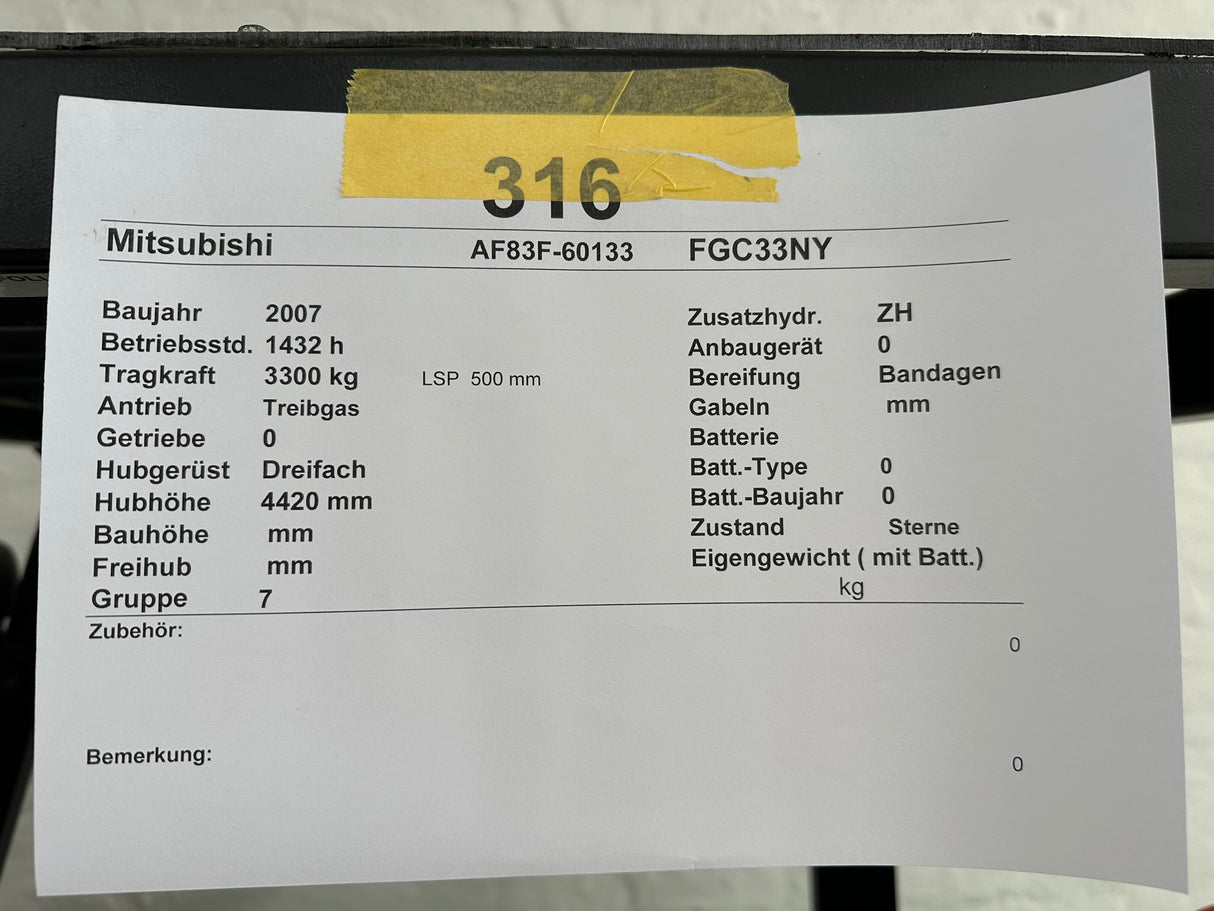 316
Mitsubishi AF83F-60133 FGC33NY
Baujahr 2007
Betriebsstd. 1432 h
Tragkraft 3300 kg LSP 500 mm
Antrieb Treibgas
Getriebe 0
Hubgerüst Dreifach
Hubhöhe 4420 mm
Bauhöhe mm
Freihub mm
Gruppe 7
Zusatzhydr. ZH
Anbaugerät 0
Bereifung Bandagen
Gabeln mm
Batterie
Batt.-Type 0
Batt.-Baujahr 0
Zustand Sterne
Eigengewicht ( mit Batt.)
kg
Zubehör:
0
Bemerkung:
0